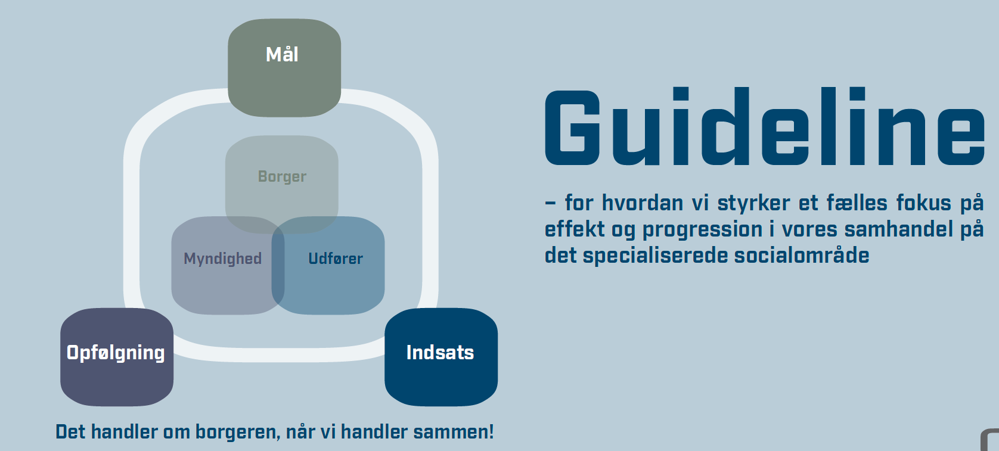 Mål
Borger
Myndighed
Udfører
Opfølgning
Indsats
Det handler om borgeren, når vi handler sammen!
Guideline
– for hvordan vi styrker et fælles fokus på
effekt og progression i vores samhandel på
det specialiserede socialområde